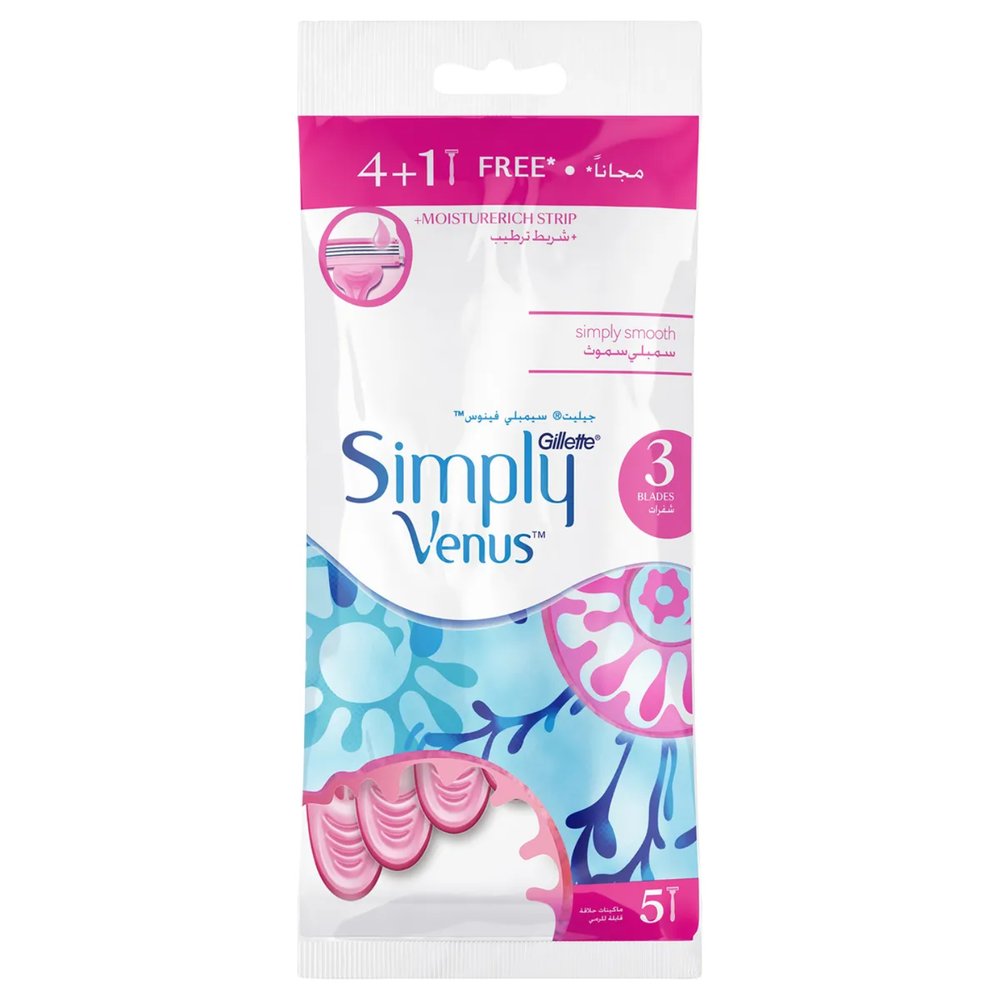 4+1 FREE* • مجاناً*
+MOISTURERICH STRIP
+ شريط ترطيب
simply smooth
سمبلي سموث
جيليت® سيمبلي فينوس™
Gillette®
Simply
Venus™
3
BLADES
شفرات
5
ماكينات حلاقة
قابلة للرمي